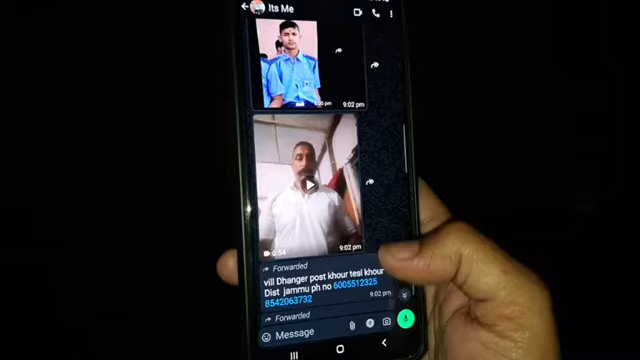 Its Me
9:02 pm
0:54
9:02 pm
Forwarded
vill Dhanger post khour tesl khour
Dist jammu ph no 6005512325
8542063732
9:02 pm
Forwarded
Message